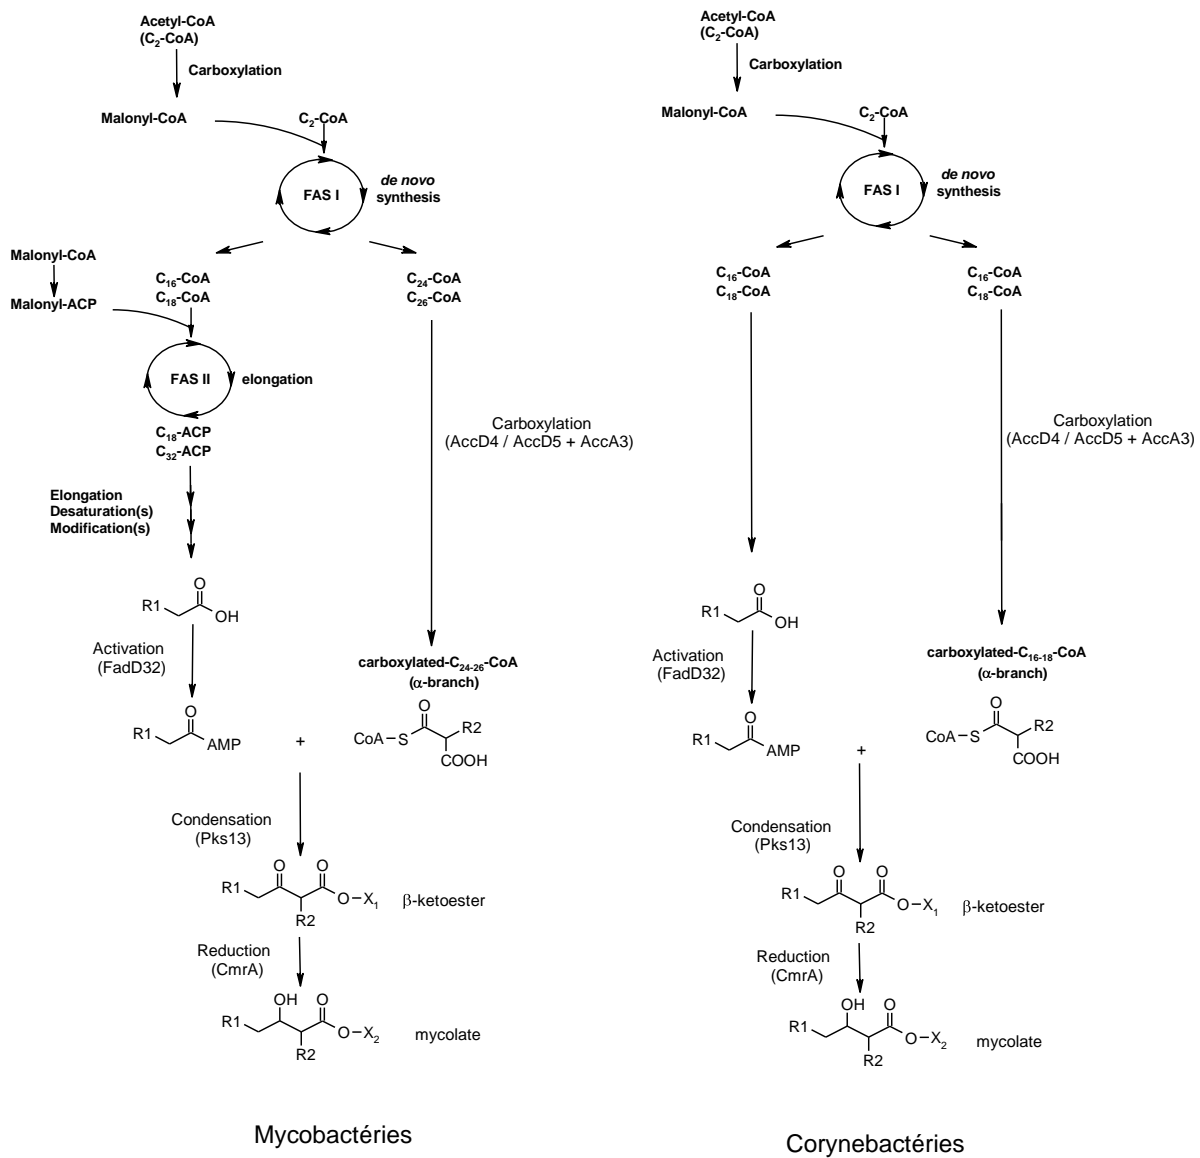 Acetyl-CoA
(C₂-CoA)
Carboxylation
Malonyl-CoA
C₂-CoA
FAS I
de novo
synthesis
Malonyl-CoA
Malonyl-ACP
C₁₆-CoA
C₁₈-CoA
C₂₄-CoA
C₂₆-CoA
FAS II
elongation
C₁₈-ACP
C₃₂-ACP
Carboxylation
(AccD4 / AccD5 + AccA3)
Elongation
Desaturation(s)
Modification(s)
O
R1
OH
Activation
(FadD32)
carboxylated-C₂₄₋₂₆-CoA
(α-branch)
O
R1
AMP
+
O
R2
CoA
S
COOH
Condensation
(Pks13)
O
O
R1
O
X₁
R2
β-ketoester
Reduction
(CmrA)
OH
O
R1
O
X₂
R2
mycolate
Mycobactéries
Acetyl-CoA
(C₂-CoA)
Carboxylation
Malonyl-CoA
C₂-CoA
FAS I
de novo
synthesis
C₁₆-CoA
C₁₈-CoA
C₁₆-CoA
C₁₈-CoA
Carboxylation
(AccD4 / AccD5 + AccA3)
O
R1
OH
Activation
(FadD32)
carboxylated-C₁₆₋₁₈-CoA
(α-branch)
O
R1
AMP
+
O
R2
CoA
S
COOH
Condensation
(Pks13)
O
O
R1
O
X₁
R2
β-ketoester
Reduction
(CmrA)
OH
O
R1
O
X₂
R2
mycolate
Corynebactéries